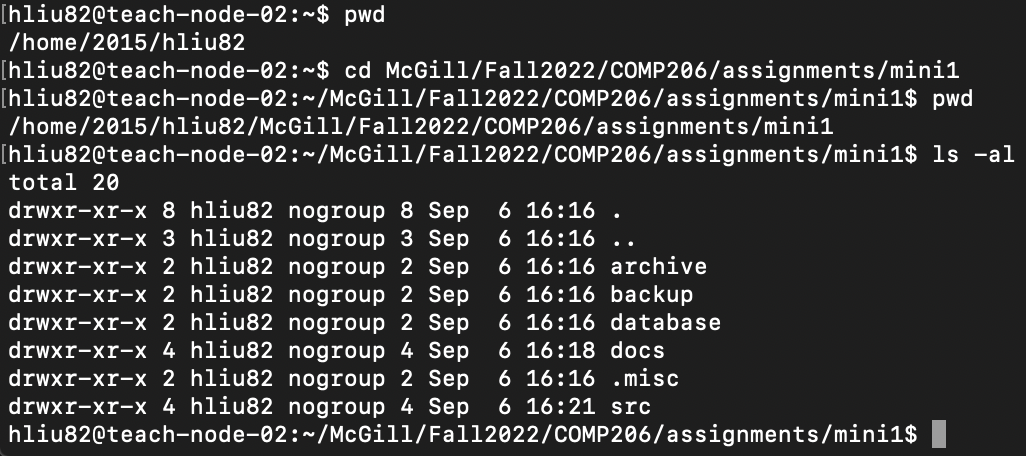 [hliu82@teach-node-02:~$ pwd
/home/2015/hliu82
[hliu82@teach-node-02:~$ cd McGill/Fall2022/COMP206/assignments/mini1
[hliu82@teach-node-02:~/McGill/Fall2022/COMP206/assignments/mini1$ pwd
/home/2015/hliu82/McGill/Fall2022/COMP206/assignments/mini1
[hliu82@teach-node-02:~/McGill/Fall2022/COMP206/assignments/mini1$ ls -al
total 20
drwxr-xr-x 8 hliu82 nogroup 8 Sep  6 16:16 .
drwxr-xr-x 3 hliu82 nogroup 3 Sep  6 16:16 ..
drwxr-xr-x 2 hliu82 nogroup 2 Sep  6 16:16 archive
drwxr-xr-x 2 hliu82 nogroup 2 Sep  6 16:16 backup
drwxr-xr-x 2 hliu82 nogroup 2 Sep  6 16:16 database
drwxr-xr-x 4 hliu82 nogroup 4 Sep  6 16:18 docs
drwxr-xr-x 2 hliu82 nogroup 2 Sep  6 16:16 .misc
drwxr-xr-x 4 hliu82 nogroup 4 Sep  6 16:21 src
hliu82@teach-node-02:~/McGill/Fall2022/COMP206/assignments/mini1$